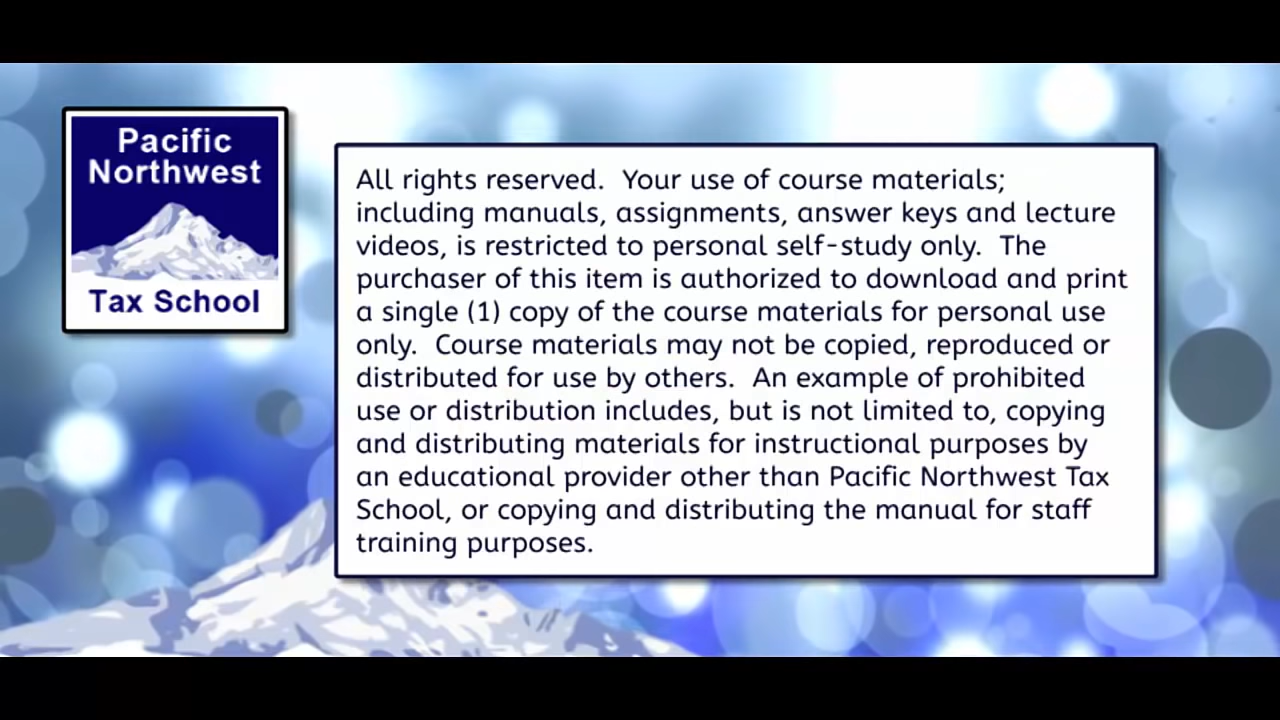 Pacific
Northwest
Tax School
All rights reserved.  Your use of course materials;
including manuals, assignments, answer keys and lecture
videos, is restricted to personal self-study only.  The
purchaser of this item is authorized to download and print
a single (1) copy of the course materials for personal use
only.  Course materials may not be copied, reproduced or
distributed for use by others.  An example of prohibited
use or distribution includes, but is not limited to, copying
and distributing materials for instructional purposes by
an educational provider other than Pacific Northwest Tax
School, or copying and distributing the manual for staff
training purposes.